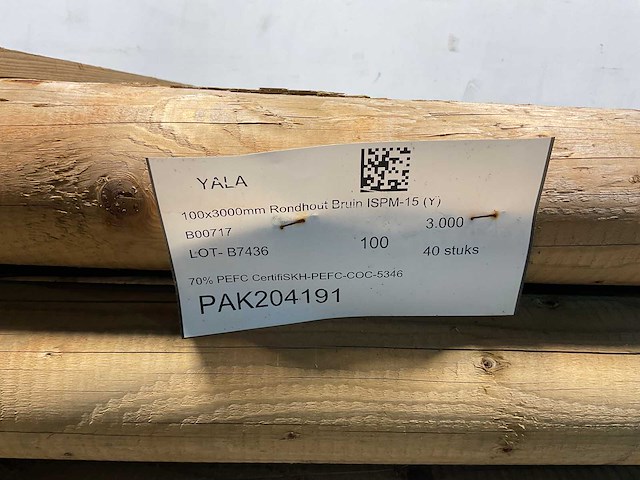 YALA
100x3000mm Rondhout Bruin ISPM-15 (Y)
B00717 3.000
LOT- B7436 100 40 stuks
70% PEFC CertifiSKH-PEFC-COC-5346
PAK204191